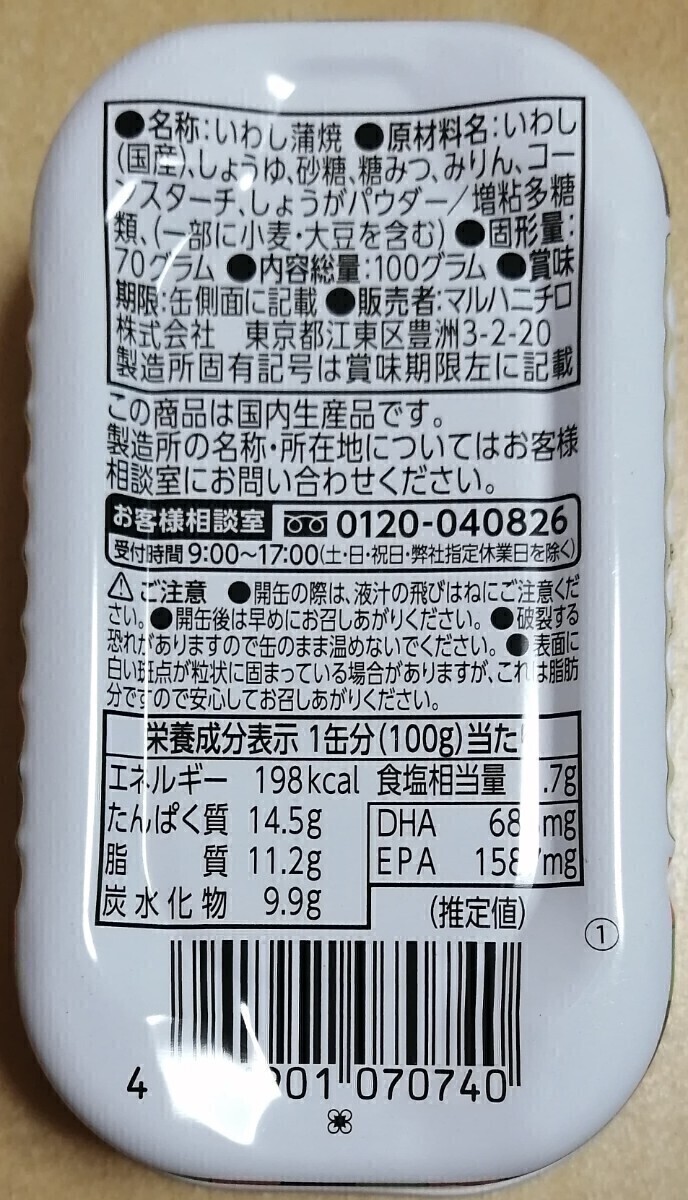 ●名称:いわし蒲焼 ●原材料名:いわし
(国産)、しょうゆ、砂糖、糖みつ、みりん、コー
ンスターチ、しょうがパウダー/増粘多糖
類、(一部に小麦・大豆を含む) ●固形量:
70グラム ●内容総量:100グラム ●賞味
期限:缶側面に記載 ●販売者:マルハニチロ
株式会社 東京都江東区豊洲3-2-20
製造所固有記号は賞味期限左に記載
この商品は国内生産品です。
製造所の名称・所在地についてはお客様
相談室にお問い合わせください。
お客様相談室 0120-040826
受付時間 9:00~17:00(土・日・祝日・弊社指定休業日を除く)
⚠ご注意 ●開缶の際は、液汁の飛びはねにご注意くだ
さい。●開缶後は早めにお召しあがりください。●破裂する
恐れがありますので缶のまま温めないでください。●表面に
白い斑点が粒状に固まっている場合がありますが、これは脂肪
分ですので安心してお召しあがりください。
栄養成分表示 1缶分(100g)当たり
エネルギー 198kcal 食塩相当量
たんぱく質 14.5g DHA
脂質 11.2g EPA
炭水化物 9.9g (推定値)
①
4 901 070740